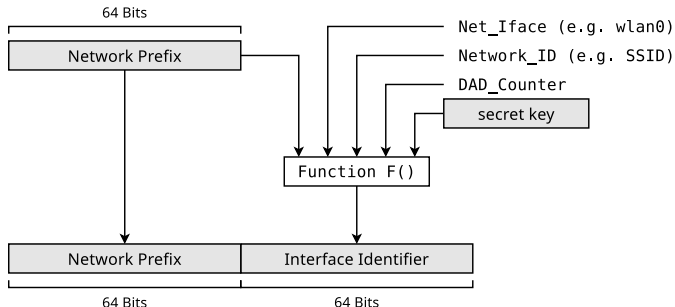 64 Bits
Net_Iface (e.g. wlan0)
Network Prefix
Network_ID (e.g. SSID)
DAD_Counter
secret key
Function F()
Network Prefix
Interface Identifier
64 Bits
64 Bits